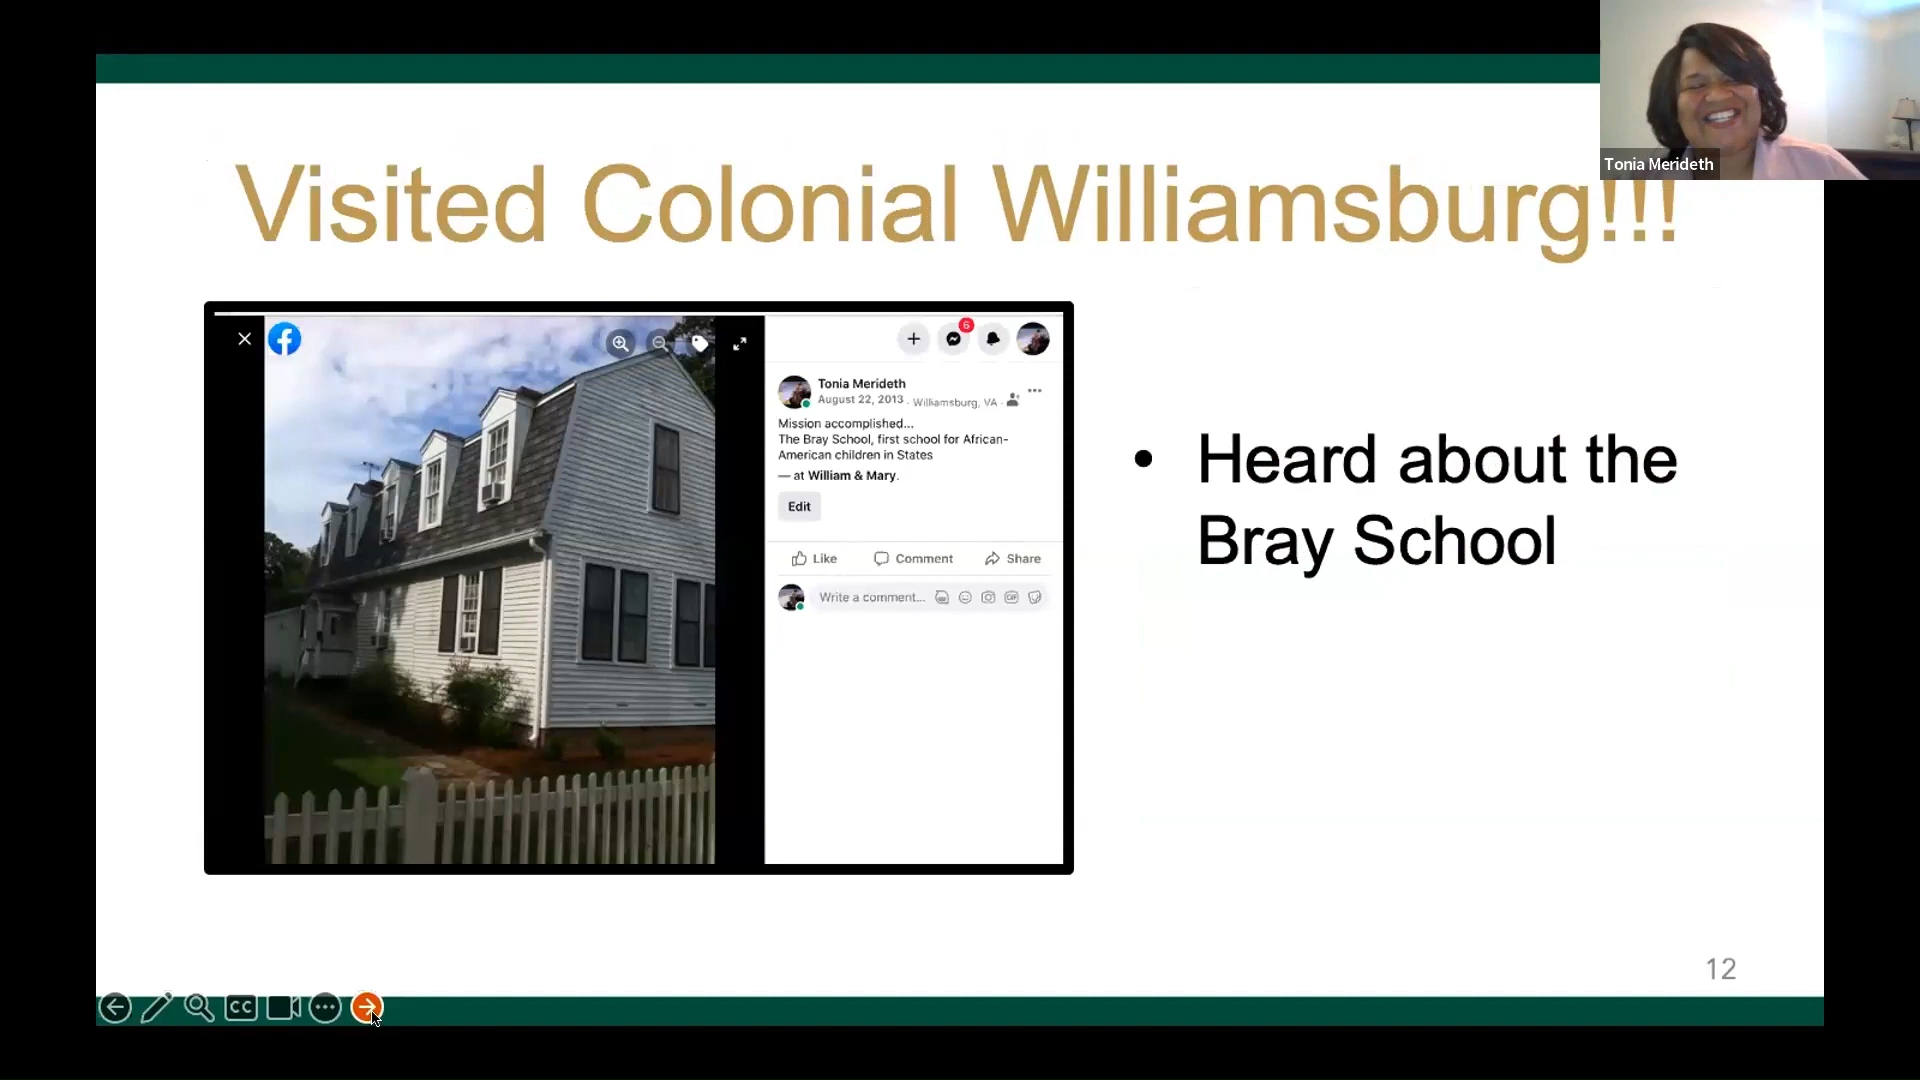 Tonia Merideth
Visited Colonial Williamsburg!!!
6
Tonia Merideth
August 22, 2013 · Williamsburg, VA ·
Mission accomplished...
The Bray School, first school for African-
American children in States
— at William & Mary.
Edit
Like Comment Share
Write a comment...
GIF
• Heard about the
Bray School
12
CC